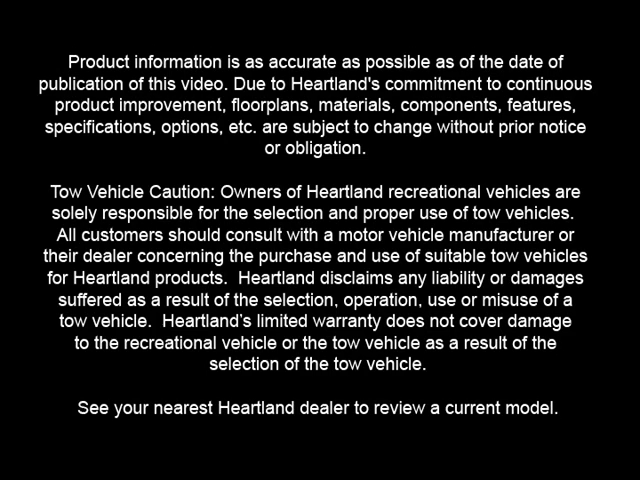 Product information is as accurate as possible as of the date of
publication of this video. Due to Heartland's commitment to continuous
product improvement, floorplans, materials, components, features,
specifications, options, etc. are subject to change without prior notice
or obligation.
Tow Vehicle Caution: Owners of Heartland recreational vehicles are
solely responsible for the selection and proper use of tow vehicles.
All customers should consult with a motor vehicle manufacturer or
their dealer concerning the purchase and use of suitable tow vehicles
for Heartland products.  Heartland disclaims any liability or damages
suffered as a result of the selection, operation, use or misuse of a
tow vehicle.  Heartland's limited warranty does not cover damage
to the recreational vehicle or the tow vehicle as a result of the
selection of the tow vehicle.
See your nearest Heartland dealer to review a current model.